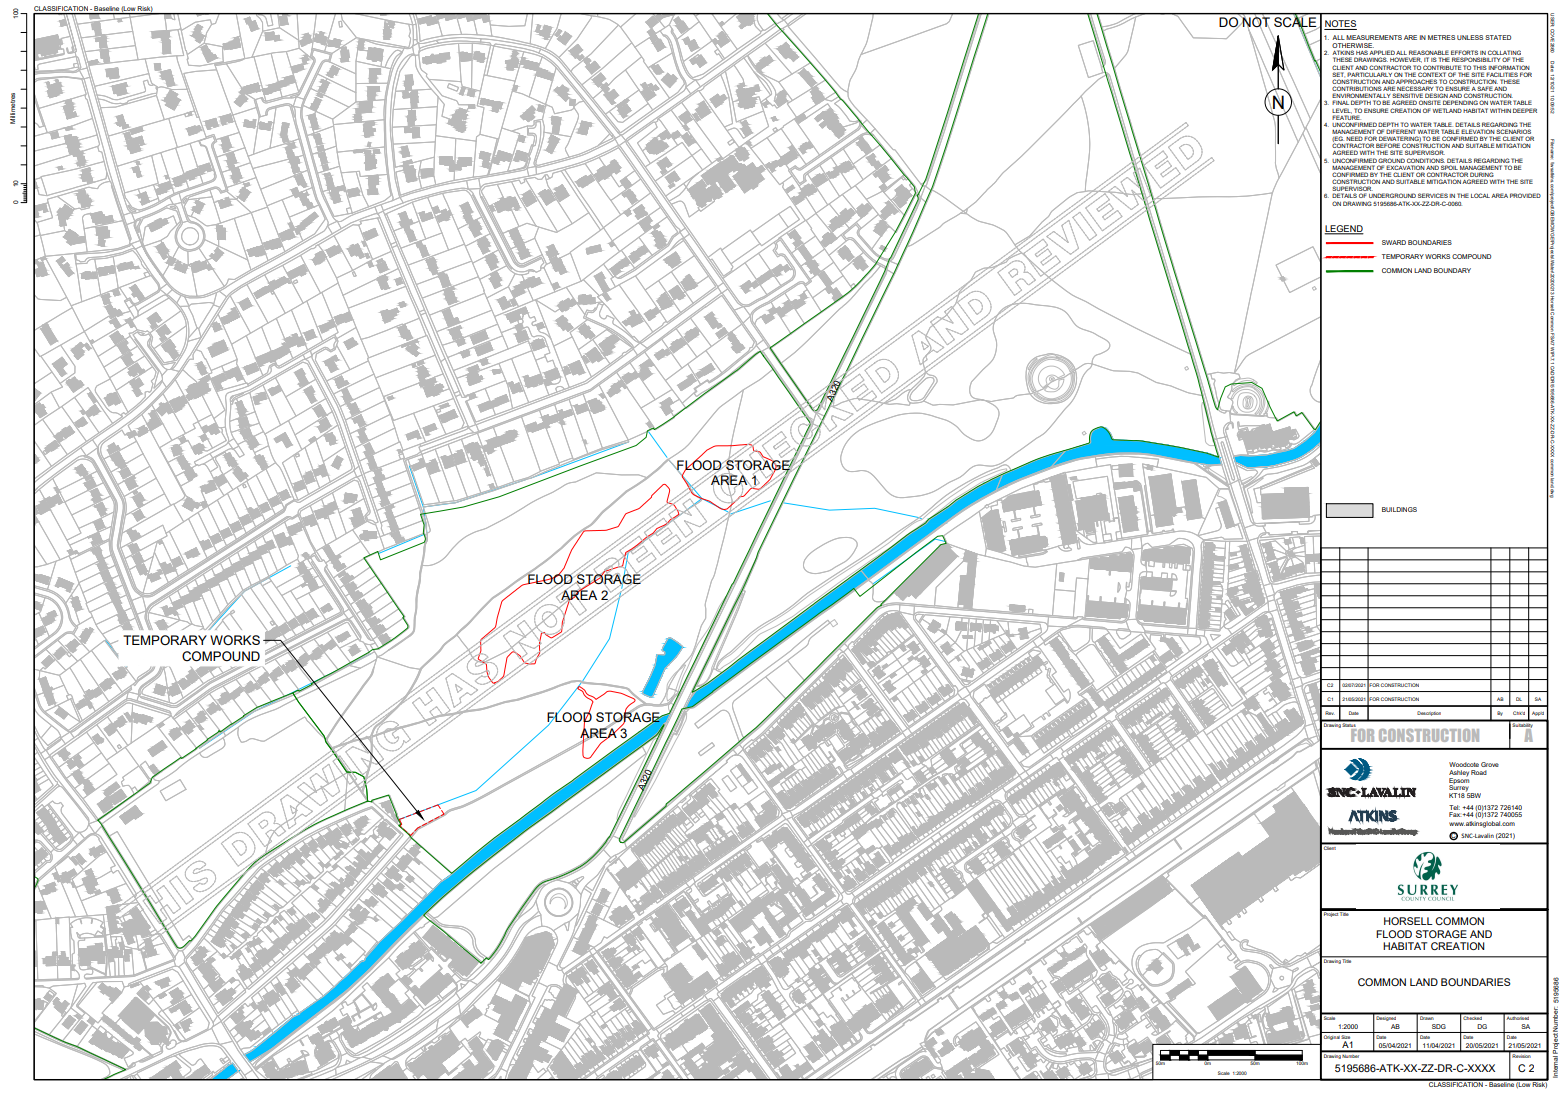 CLASSIFICATION - Baseline (Low Risk)
100
Millimetres
10
0
DO NOT SCALE
N
THIS DRAWING HAS NOT BEEN CHECKED AND REVIEWED
A320
FLOOD STORAGE
AREA 1
FLOOD STORAGE
AREA 2
TEMPORARY WORKS
COMPOUND
FLOOD STORAGE
AREA 3
A320
50m 0m 50m 100m
Scale 1:2000
NOTES
1. ALL MEASUREMENTS ARE IN METRES UNLESS STATED
OTHERWISE.
2. ATKINS HAS APPLIED ALL REASONABLE EFFORTS IN COLLATING
THESE DRAWINGS. HOWEVER, IT IS THE RESPONSIBILITY OF THE
CLIENT AND CONTRACTOR TO CONTRIBUTE TO THIS INFORMATION
SET, PARTICULARLY ON THE CONTEXT OF THE SITE FACILITIES FOR
CONSTRUCTION AND APPROACHES TO CONSTRUCTION. THESE
CONTRIBUTIONS ARE NECESSARY TO ENSURE A SAFE AND
ENVIRONMENTALLY SENSITIVE DESIGN AND CONSTRUCTION.
3. FINAL DEPTH TO BE AGREED ONSITE DEPENDING ON WATER TABLE
LEVEL, TO ENSURE CREATION OF WETLAND HABITAT WITHIN DEEPER
FEATURE.
4. UNCONFIRMED DEPTH TO WATER TABLE. DETAILS REGARDING THE
MANAGEMENT OF DIFERENT WATER TABLE ELEVATION SCENARIOS
(EG. NEED FOR DEWATERING) TO BE CONFIRMED BY THE CLIENT OR
CONTRACTOR BEFORE CONSTRUCTION AND SUITABLE MITIGATION
AGREED WITH THE SITE SUPERVISOR.
5. UNCONFIRMED GROUND CONDITIONS. DETAILS REGARDING THE
MANAGEMENT OF EXCAVATION AND SPOIL MANAGEMENT TO BE
CONFIRMED BY THE CLIENT OR CONTRACTOR DURING
CONSTRUCTION AND SUITABLE MITIGATION AGREED WITH THE SITE
SUPERVISOR.
6. DETAILS OF UNDERGROUND SERVICES IN THE LOCAL AREA PROVIDED
ON DRAWING 5195686-ATK-XX-ZZ-DR-C-0060.
LEGEND
SWARD BOUNDARIES
TEMPORARY WORKS COMPOUND
COMMON LAND BOUNDARY
BUILDINGS
C2 02/07/2021 FOR CONSTRUCTION
C1 21/05/2021 FOR CONSTRUCTION AB DL SA
Rev. Date Description By Chk'd App'd
Drawing Status Suitability
FOR CONSTRUCTION A
SNC•LAVALIN
ATKINS
Woodcote Grove
Ashley Road
Epsom
Surrey
KT18 5BW
Tel: +44 (0)1372 726140
Fax:+44 (0)1372 740055
www.atkinsglobal.com
SNC-Lavalin (2021)
Client
SURREY
COUNTY COUNCIL
Project Title
HORSELL COMMON
FLOOD STORAGE AND
HABITAT CREATION
Drawing Title
COMMON LAND BOUNDARIES
Scale Designed Drawn Checked Authorised
1:2000 AB SDG DG SA
Original Size Date Date Date Date
A1 05/04/2021 11/04/2021 20/05/2021 21/05/2021
Drawing Number Revision
5195686-ATK-XX-ZZ-DR-C-XXXX C 2
CLASSIFICATION - Baseline (Low Risk)
Internal Project Number: 5195686